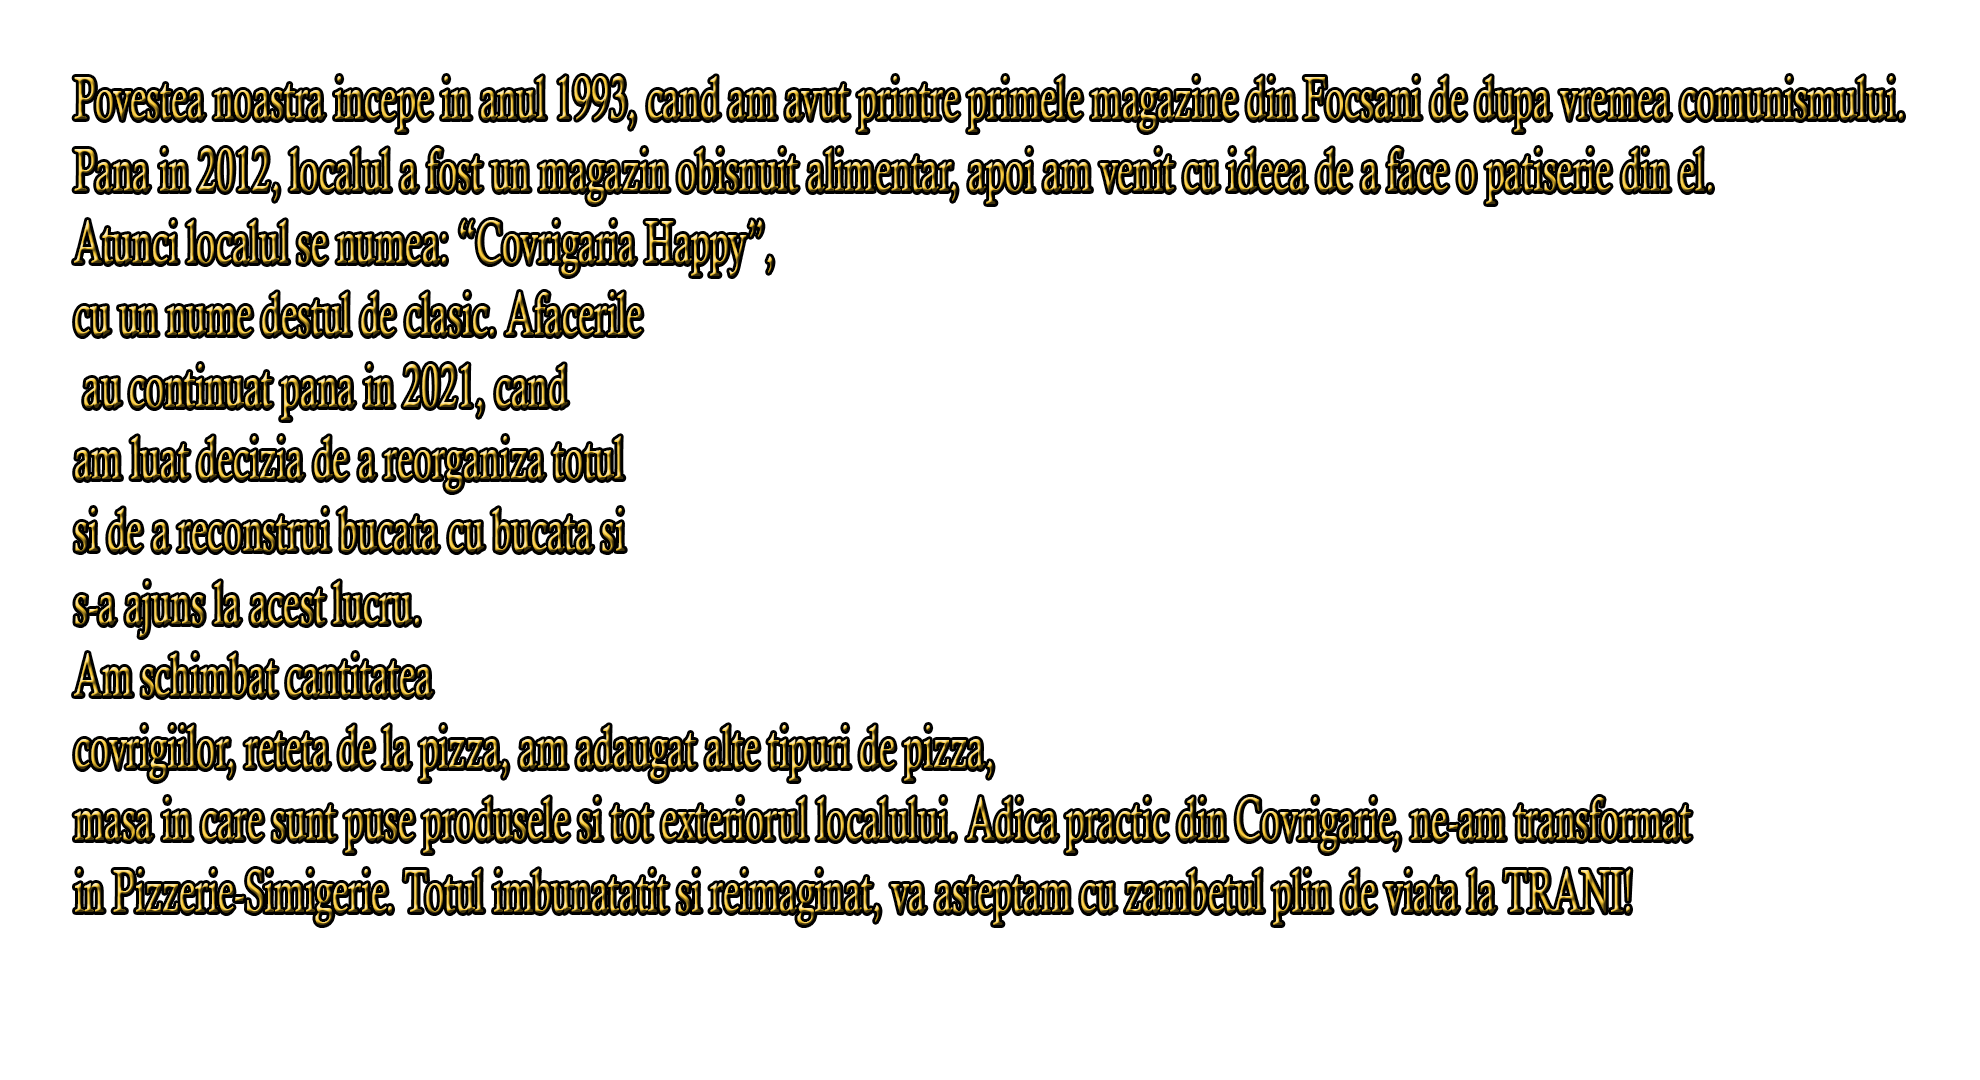 Povestea noastra incepe in anul 1993, cand am avut printre primele magazine din Focsani de dupa vremea comunismului.
Pana in 2012, localul a fost un magazin obisnuit alimentar, apoi am venit cu ideea de a face o patiserie din el.
Atunci localul se numea: “Covrigaria Happy”,
cu un nume destul de clasic. Afacerile
au continuat pana in 2021, cand
am luat decizia de a reorganiza totul
si de a reconstrui bucata cu bucata si
s-a ajuns la acest lucru.
Am schimbat cantitatea
covrigiilor, reteta de la pizza, am adaugat alte tipuri de pizza,
masa in care sunt puse produsele si tot exteriorul localului. Adica practic din Covrigarie, ne-am transformat
in Pizzerie-Simigerie. Totul imbunatatit si reimaginat, va asteptam cu zambetul plin de viata la TRANI!